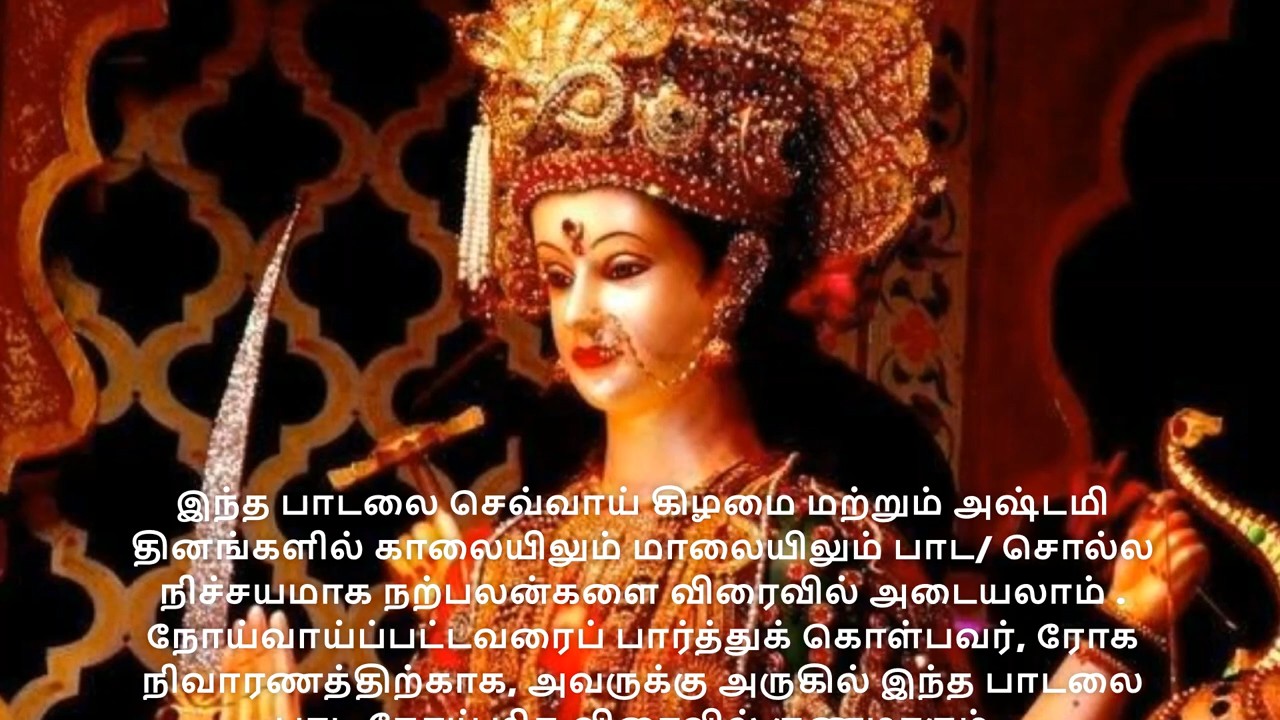 இந்த பாடலை செவ்வாய் கிழமை மற்றும் அஷ்டமி
தினங்களில் காலையிலும் மாலையிலும் பாட/ சொல்ல
நிச்சயமாக நற்பலன்களை விரைவில் அடையலாம் .
நோய்வாய்ப்பட்டவரைப் பார்த்துக் கொள்பவர், ரோக
நிவாரணத்திற்காக, அவருக்கு அருகில் இந்த பாடலை